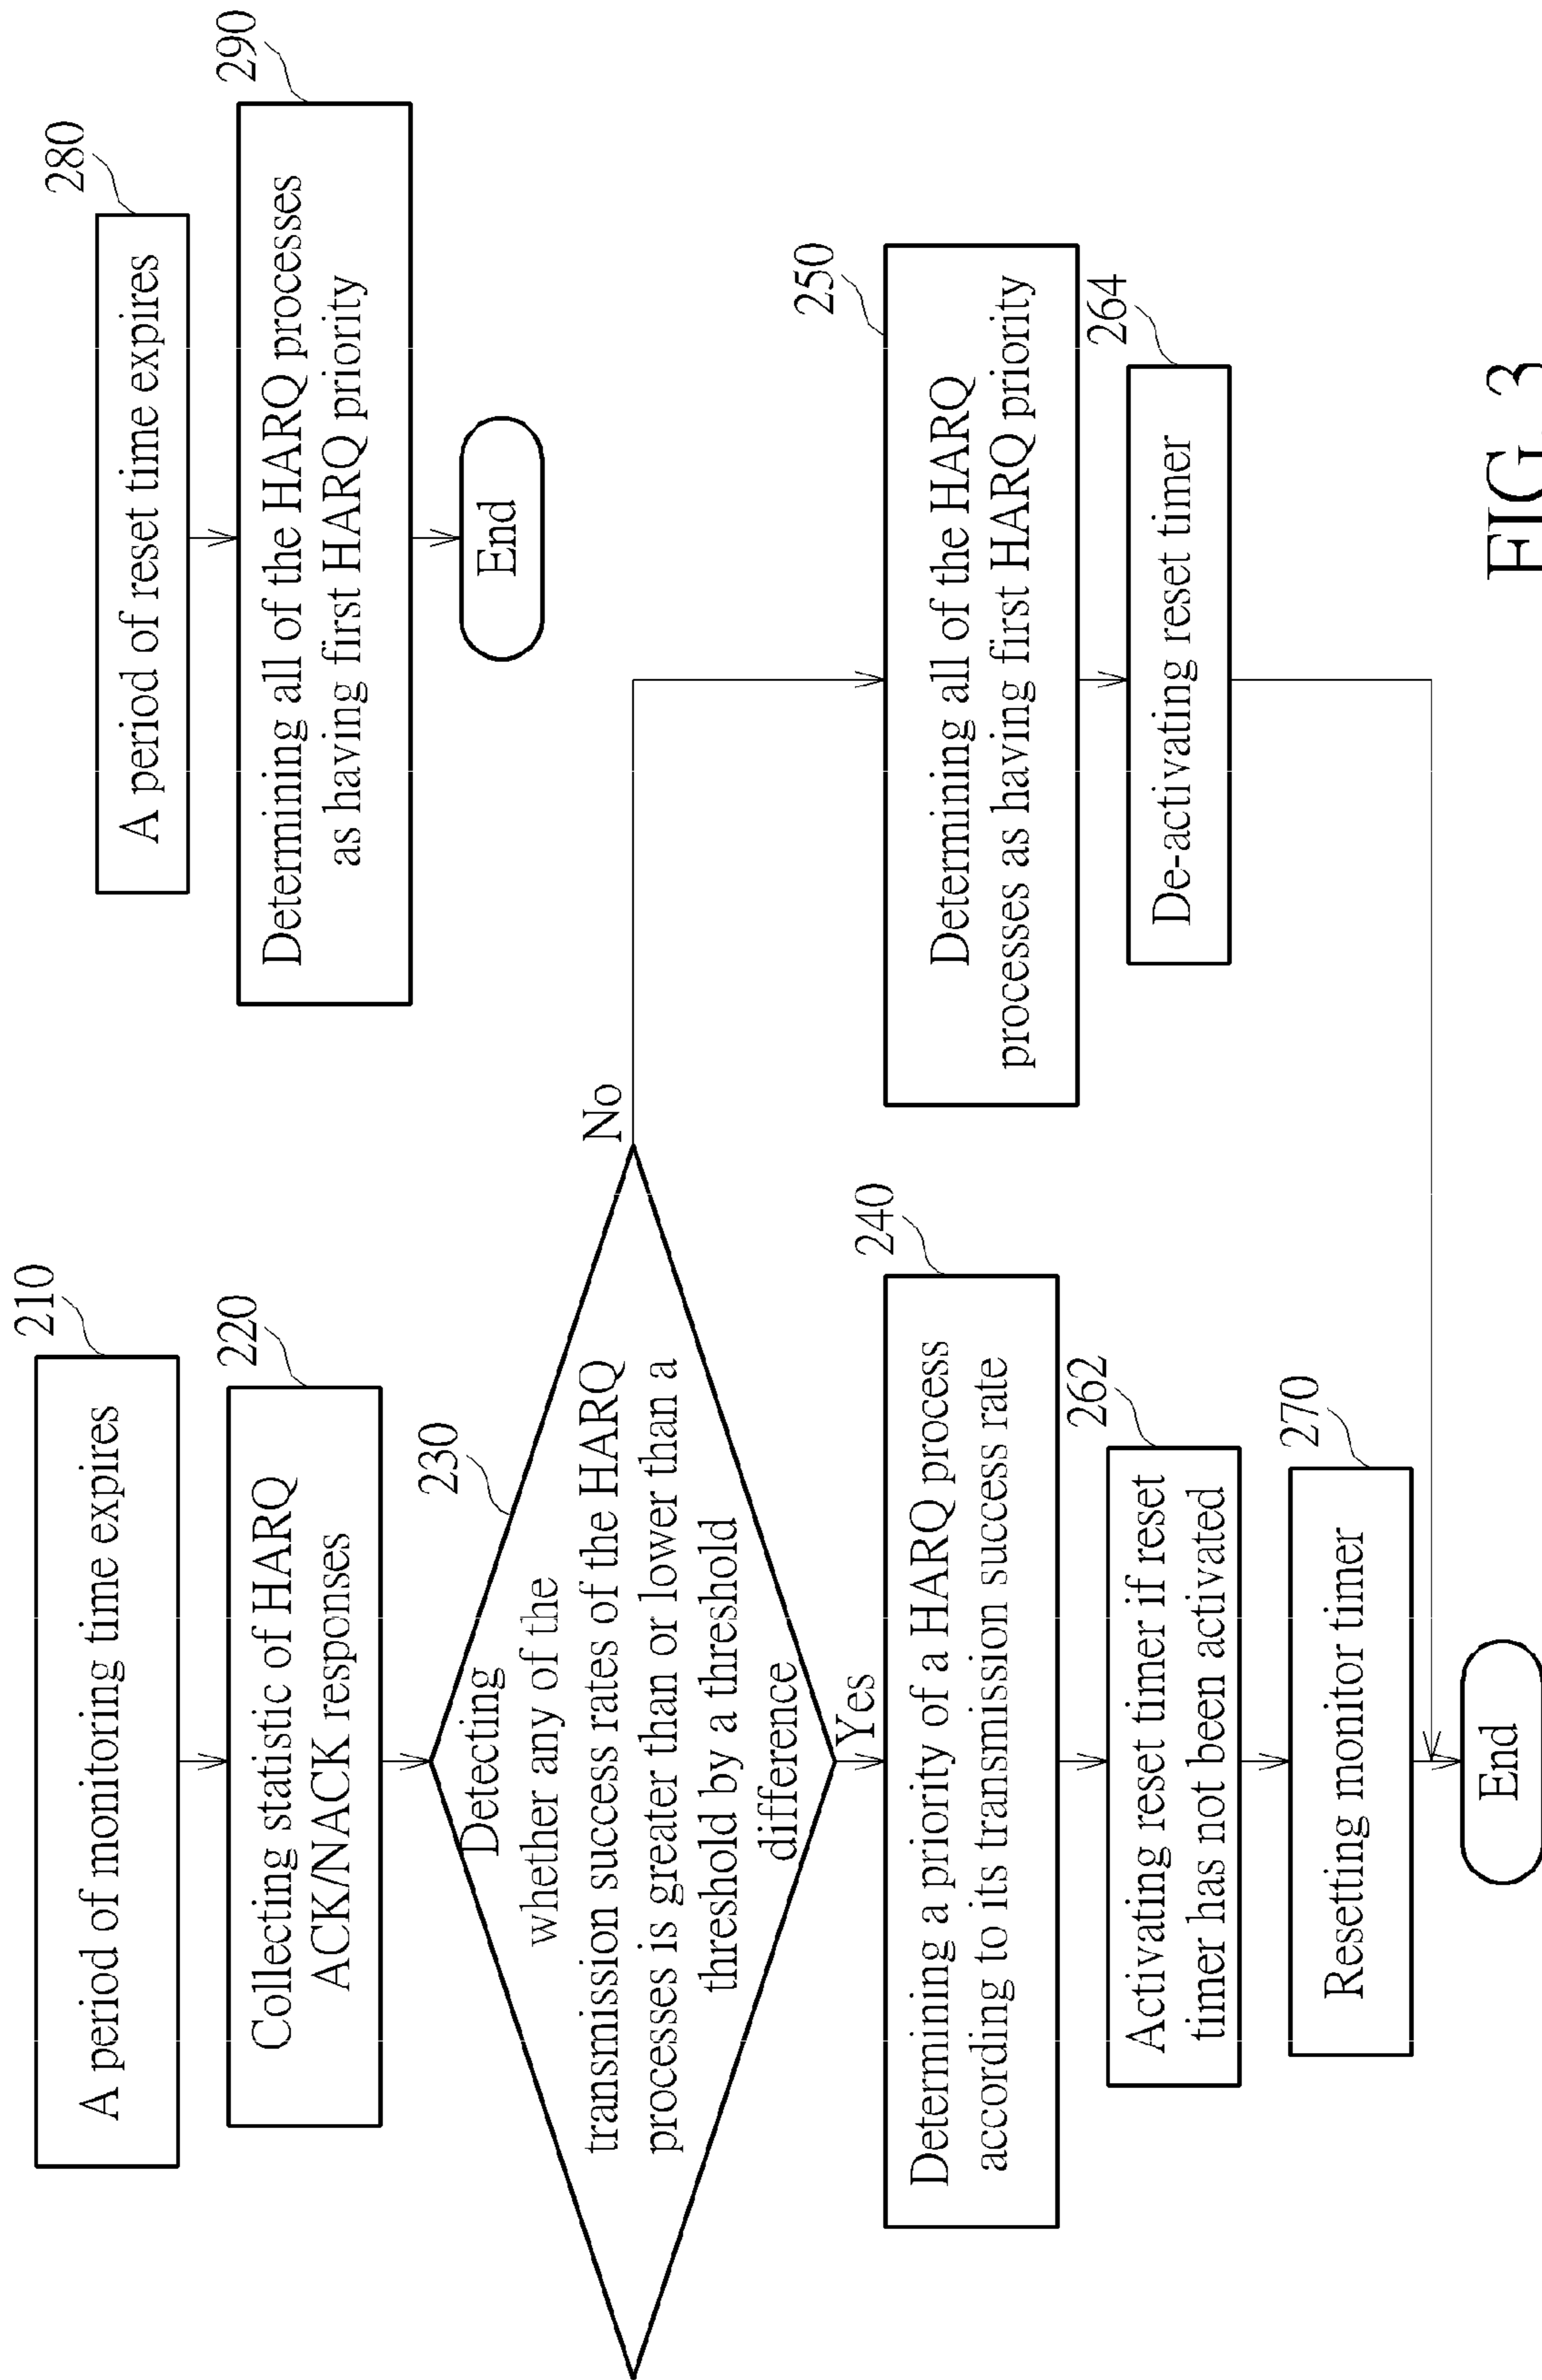 210
A period of monitoring time expires
220
Collecting statistic of HARQ
ACK/NACK responses
230
Detecting
whether any of the
transmission success rates of the HARQ
processes is greater than or lower than a
threshold by a threshold
difference
No
Yes
240
Determining a priority of a HARQ process
according to its transmission success rate
262
Activating reset timer if reset
timer has not been activated
270
Resetting monitor timer
End
280
A period of reset time expires
290
Determining all of the HARQ processes
as having first HARQ priority
End
250
Determining all of the HARQ
processes as having first HARQ priority
264
De-activating reset timer
FIG. 3